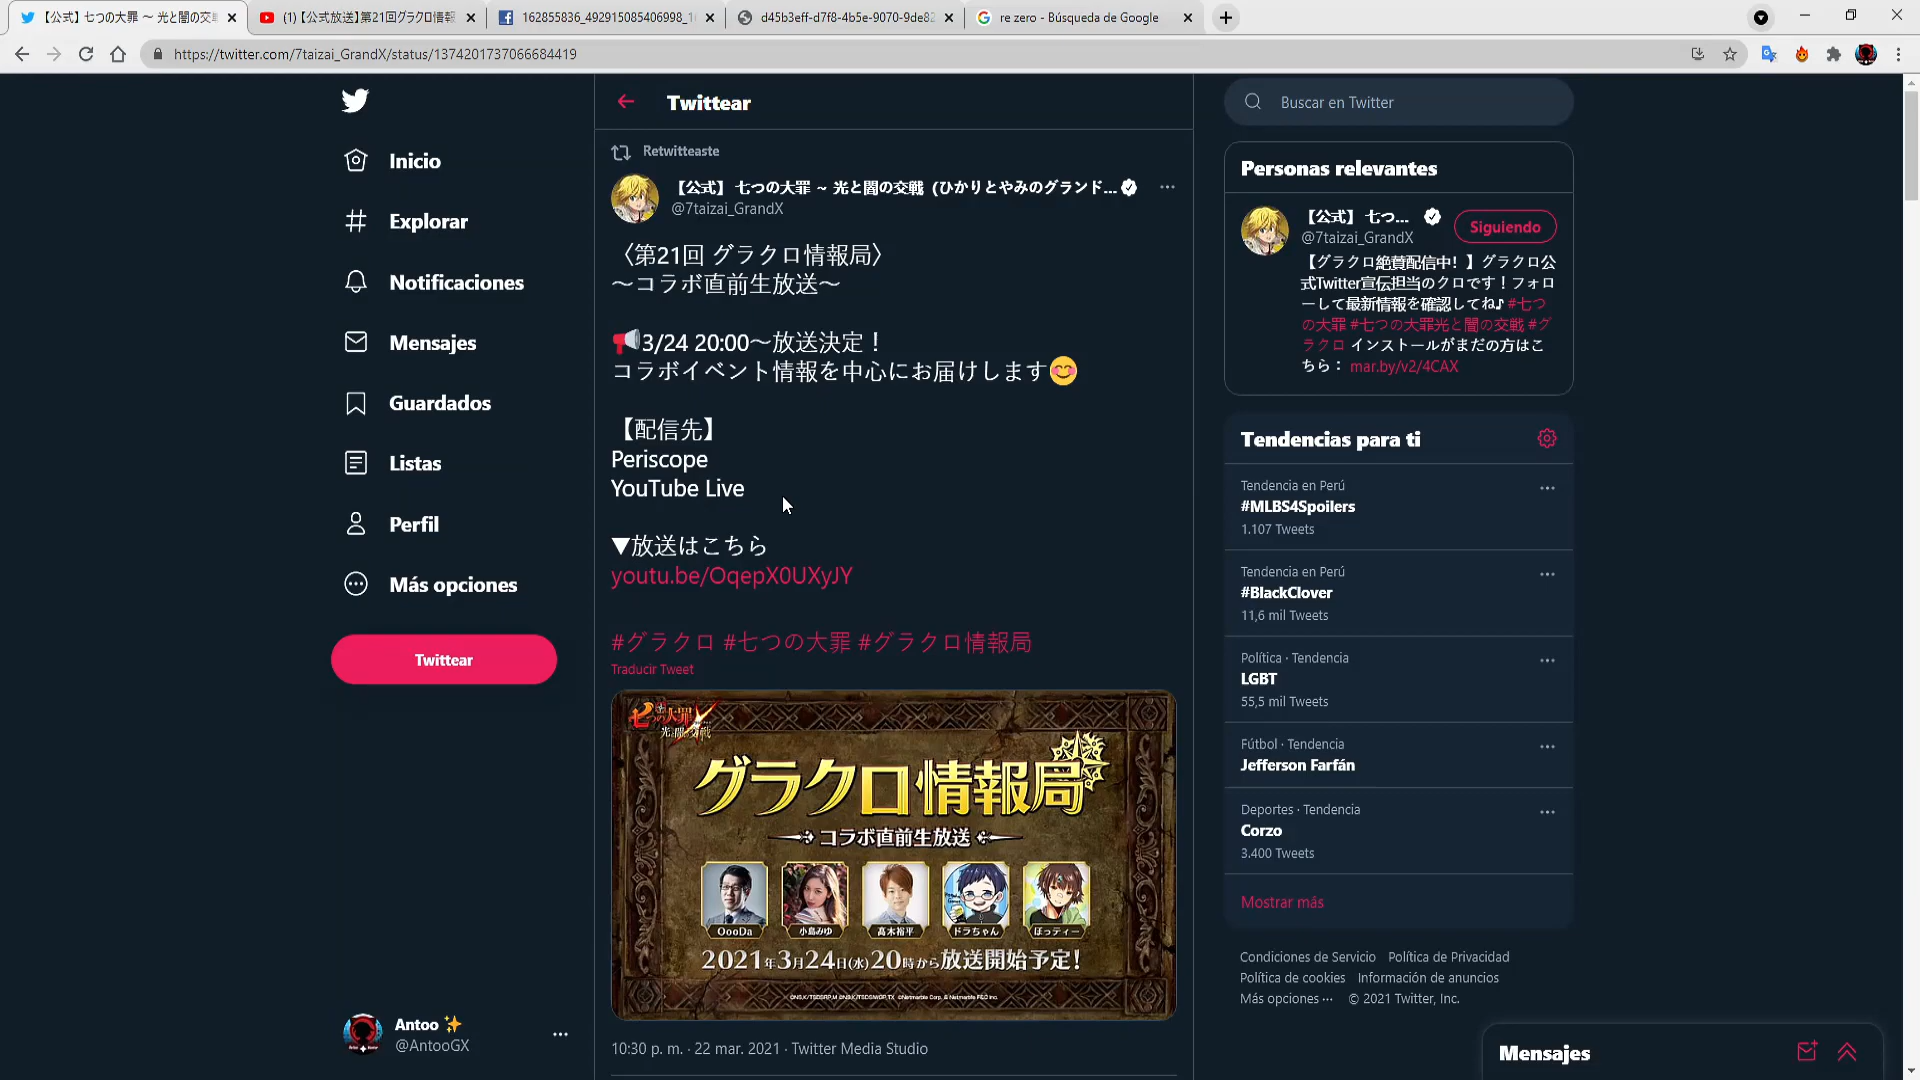 【公式】七つの大罪 〜 光と闇の交戦
(1)【公式放送】第21回グラクロ情報
162855836_492915085406998_1
d45b3eff-d7f8-4b5e-9070-9de82
re zero - Búsqueda de Google
https://twitter.com/7taizai_GrandX/status/1374201737066684419
Inicio
Explorar
Notificaciones
Mensajes
Guardados
Listas
Perfil
Más opciones
Twittear
Antoo ✨
@AntooGX
Twittear
Retwitteaste
【公式】 七つの大罪 ~ 光と闇の交戦（ひかりとやみのグランド...
@7taizai_GrandX
〈第21回 グラクロ情報局〉
〜コラボ直前生放送〜
📢3/24 20:00〜放送決定！
コラボイベント情報を中心にお届けします😊
【配信先】
Periscope
YouTube Live
▼放送はこちら
youtu.be/OqepX0UXyJY
#グラクロ #七つの大罪 #グラクロ情報局
Traducir Tweet
七つの大罪
光と闇の交戦
グラクロ情報局
コラボ直前生放送
OooDa
小島みゆ
高木裕平
ドラちゃん
ぼっティー
2021年3月24日(水)20時から放送開始予定!
10:30 p. m. · 22 mar. 2021 · Twitter Media Studio
Buscar en Twitter
Personas relevantes
【公式】 七つ...
@7taizai_GrandX
Siguiendo
【グラクロ絶賛配信中！】グラクロ公
式Twitter宣伝担当のクロです！フォロ
ーして最新情報を確認してね♪ #七つ
の大罪 #七つの大罪光と闇の交戦 #グ
ラクロ インストールがまだの方はこ
ちら： mar.by/v2/4CAX
Tendencias para ti
Tendencia en Perú
#MLBS4Spoilers
1.107 Tweets
Tendencia en Perú
#BlackClover
11,6 mil Tweets
Política · Tendencia
LGBT
55,5 mil Tweets
Fútbol · Tendencia
Jefferson Farfán
Deportes · Tendencia
Corzo
3.400 Tweets
Mostrar más
Condiciones de Servicio Política de Privacidad
Política de cookies Información de anuncios
Más opciones ··· © 2021 Twitter, Inc.
Mensajes